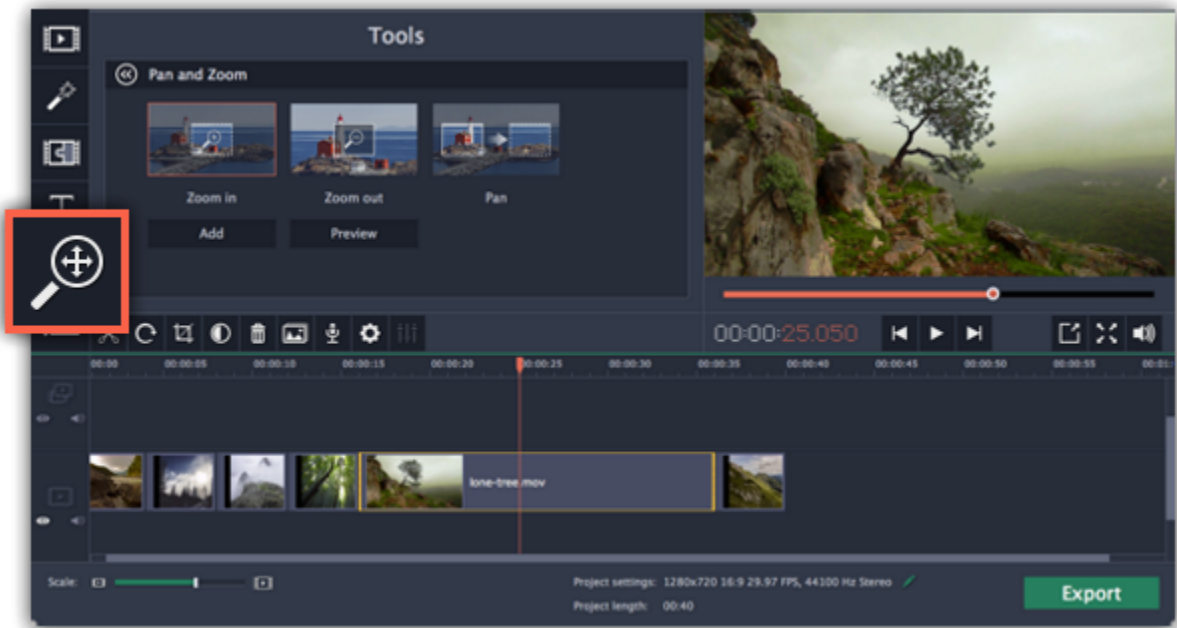 Tools
Pan and Zoom
Zoom in Zoom out Pan
Add Preview
00:00:25.050
00:00 00:00:05 00:00:10 00:00:15 00:00:20 00:00:25 00:00:30 00:00:35 00:00:40 00:00:45 00:00:50 00:00:55
lone-tree.mov
Scale:
Project settings: 1280x720 16:9 29.97 FPS, 44100 Hz Stereo
Project length: 00:40
Export